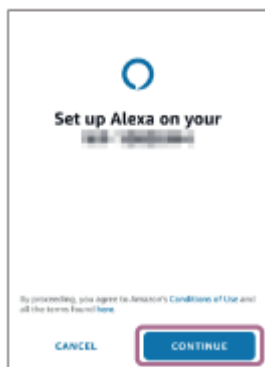 Set up Alexa on your
By proceeding, you agree to Amazon's Conditions of Use and
all the terms found here.
CANCEL
CONTINUE